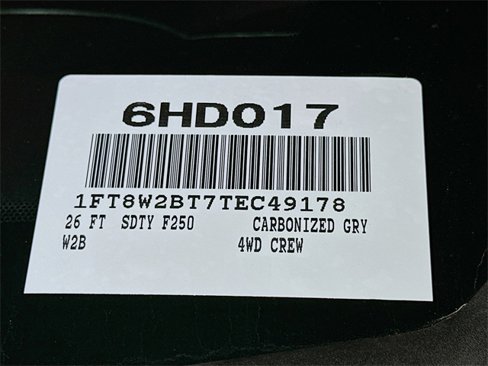 6HD017
1FT8W2BT7TEC49178
26 FT SDTY F250 CARBONIZED GRY
W2B 4WD CREW